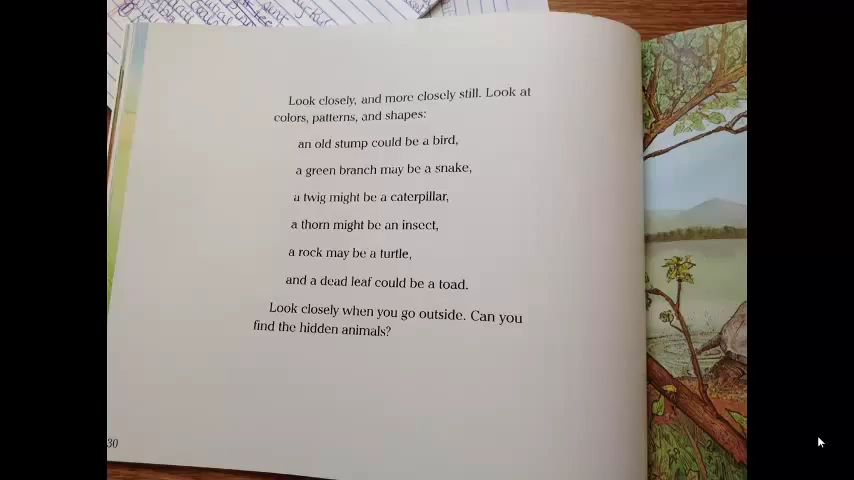 Look closely, and more closely still. Look at
colors, patterns, and shapes:
an old stump could be a bird,
a green branch may be a snake,
a twig might be a caterpillar,
a thorn might be an insect,
a rock may be a turtle,
and a dead leaf could be a toad.
Look closely when you go outside. Can you
find the hidden animals?
30